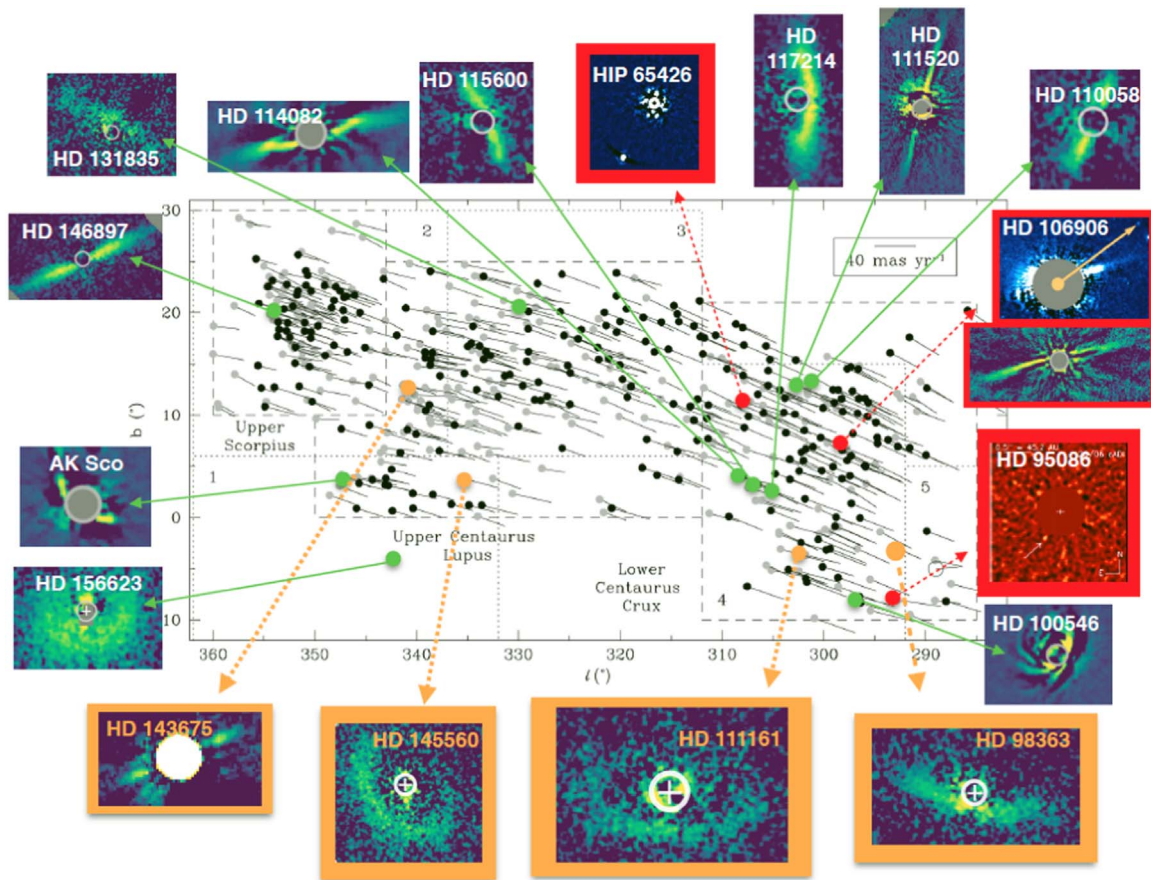 HD
117214
HD
111520
HD 115600
HIP 65426
HD 110058
HD 114082
HD 131835
HD 146897
HD 106906
30
20
10
0
10
b (°)
2
3
40 mas yr
Upper
Scorpius
1
5
Upper Centaurus
Lupus
Lower
Centaurus
Crux
4
AK Sco
HD 156623
HD 95086
N
E
HD 100546
360
350
340
330
320
310
300
290
l (°)
HD 143675
HD 145560
HD 111161
HD 98363